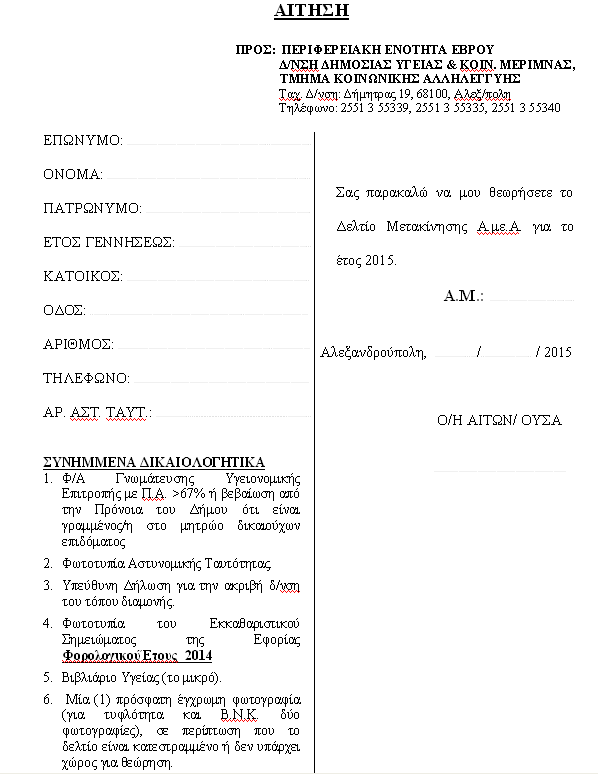 ΑΙΤΗΣΗ
ΠΡΟΣ: ΠΕΡΙΦΕΡΕΙΑΚΗ ΕΝΟΤΗΤΑ ΕΒΡΟΥ
Δ/ΝΣΗ ΔΗΜΟΣΙΑΣ ΥΓΕΙΑΣ & ΚΟΙΝ. ΜΕΡΙΜΝΑΣ,
ΤΜΗΜΑ ΚΟΙΝΩΝΙΚΗΣ ΑΛΛΗΛΕΓΓΥΗΣ
Ταχ. Δ/νση: Δήμητρας 19, 68100, Αλεξ/πολη
Τηλέφωνο: 2551 3 55339, 2551 3 55335, 2551 3 55340
ΕΠΩΝΥΜΟ:
ΟΝΟΜΑ:
ΠΑΤΡΩΝΥΜΟ:
ΕΤΟΣ ΓΕΝΝΗΣΕΩΣ:
ΚΑΤΟΙΚΟΣ:
ΟΔΟΣ:
ΑΡΙΘΜΟΣ:
ΤΗΛΕΦΩΝΟ:
ΑΡ. ΑΣΤ. ΤΑΥΤ.:
ΣΥΝΗΜΜΕΝΑ ΔΙΚΑΙΟΛΟΓΗΤΙΚΑ
1. Φ/Α Γνωμάτευσης Υγειονομικής
Επιτροπής με Π.Α. >67% ή βεβαίωση από
την Πρόνοια του Δήμου ότι είναι
γραμμένος/η στο μητρώο δικαιούχων
επιδόματος
2. Φωτοτυπία Αστυνομικής Ταυτότητας
3. Υπεύθυνη Δήλωση για την ακριβή δ/νση
του τόπου διαμονής.
4. Φωτοτυπία του Εκκαθαριστικού
Σημειώματος της Εφορίας
Φορολογικού Έτους 2014
5. Βιβλιάριο Υγείας (το μικρό).
6. Μία (1) πρόσφατη έγχρωμη φωτογραφία
(για τυφλότητα και Β.Ν.Κ. δύο
φωτογραφίες), σε περίπτωση που το
δελτίο είναι κατεστραμένο ή δεν υπάρχει
χώρος για θεώρηση.
Σας παρακαλώ να μου θεωρήσετε το
Δελτίο Μετακίνησης Α.με.Α. για το
έτος 2015.
Α.Μ.:
Αλεξανδρούπολη, / / 2015
Ο/Η ΑΙΤΩΝ/ ΟΥΣΑ